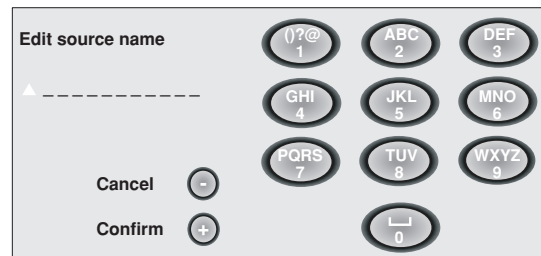 Edit source name
()?@ ABC DEF
1 2 3
▲ _ _ _ _ _ _ _ _ _ _ _
GHI JKL MNO
4 5 6
PQRS TUV WXYZ
7 8 9
Cancel -
Confirm +
0